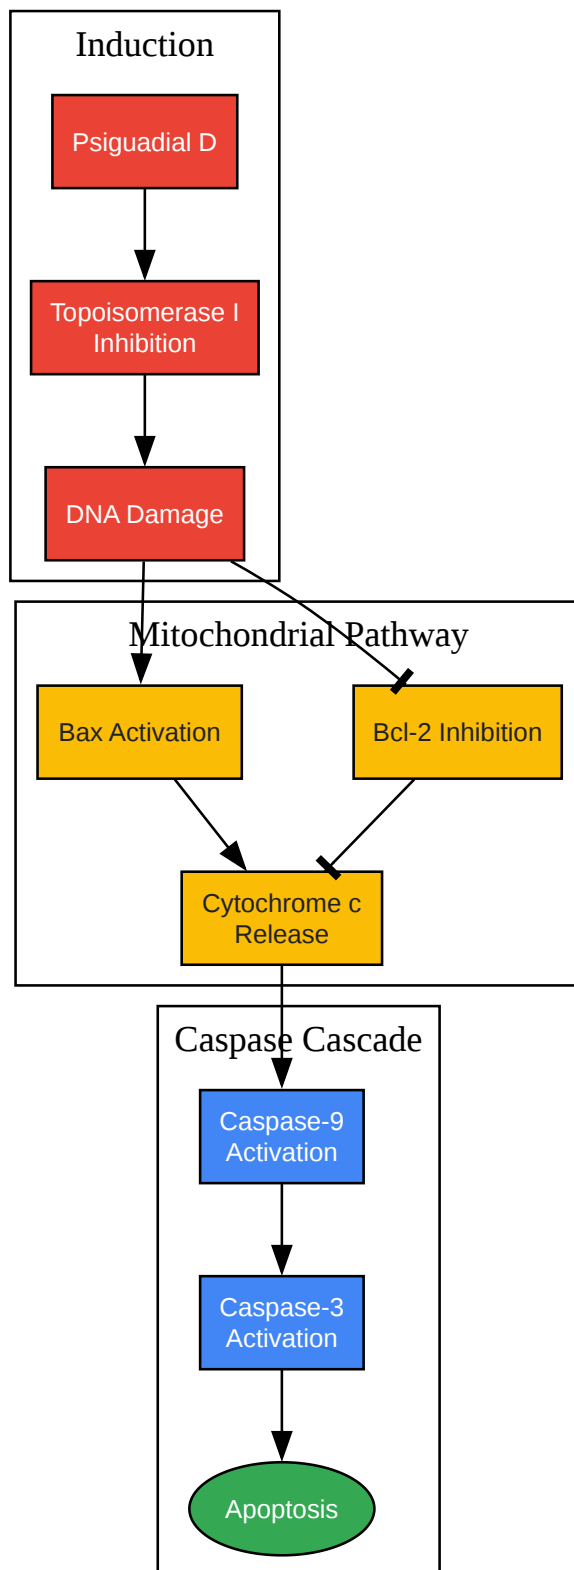 Induction
Psiguadial D
Topoisomerase I
Inhibition
DNA Damage
Mitochondrial Pathway
Bax Activation
Bcl-2 Inhibition
Cytochrome c
Release
Caspase Cascade
Caspase-9
Activation
Caspase-3
Activation
Apoptosis